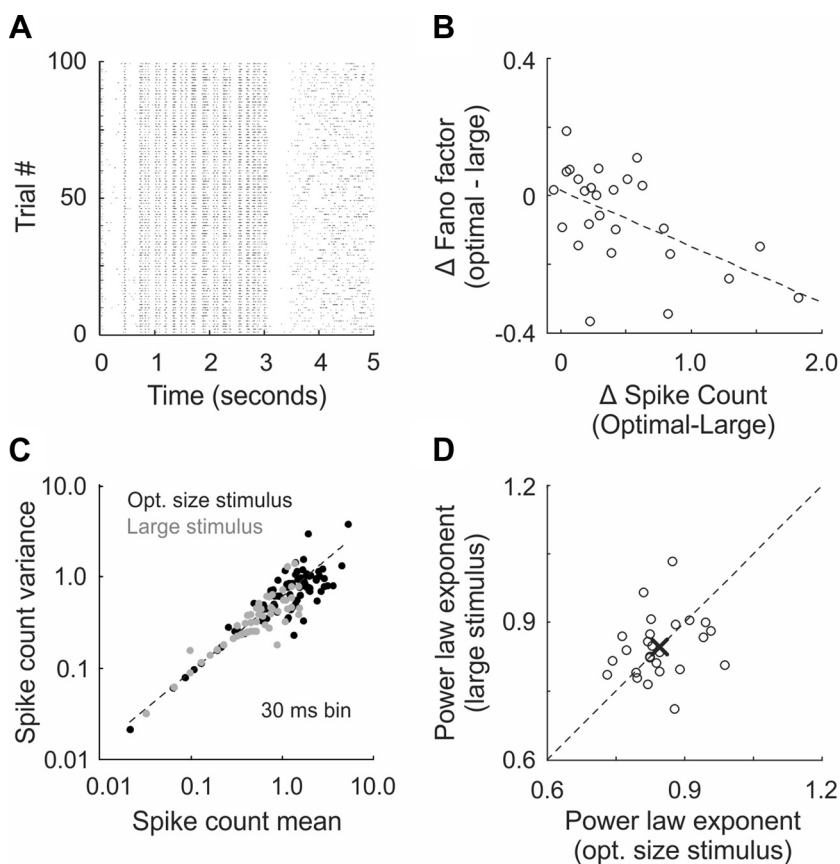 A
100
50
0
Trial #
0
1
2
3
4
5
Time (seconds)
B
0.4
0
-0.4
Δ Fano factor
(optimal - large)
0
1.0
2.0
Δ Spike Count
(Optimal-Large)
C
10.0
1.0
0.1
0.01
Spike count variance
Opt. size stimulus
Large stimulus
30 ms bin
0.01
0.1
1.0
10.0
Spike count mean
D
1.2
0.9
0.6
Power law exponent
(large stimulus)
0.6
0.9
1.2
Power law exponent
(opt. size stimulus)